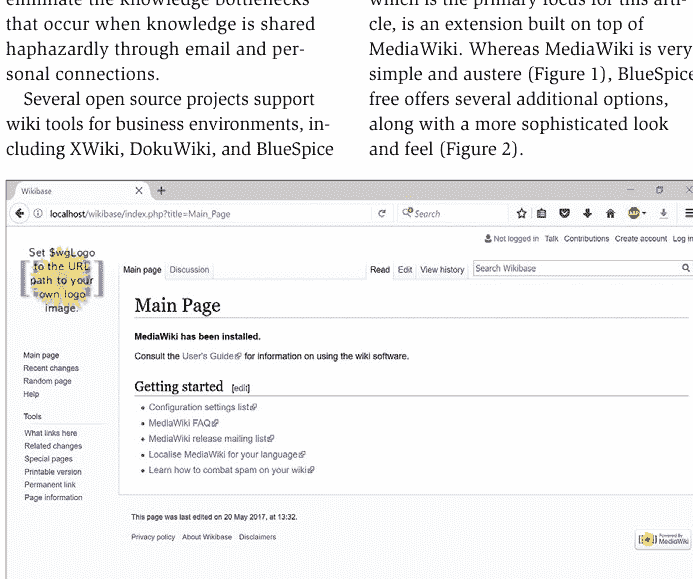 eliminate the knowledge bottlenecks
that occur when knowledge is shared
haphazardly through email and per-
sonal connections.
Several open source projects support
wiki tools for business environments, in-
cluding XWiki, DokuWiki, and BlueSpice
which is the primary focus for this arti-
cle, is an extension built on top of
MediaWiki. Whereas MediaWiki is very
simple and austere (Figure 1), BlueSpice
free offers several additional options,
along with a more sophisticated look
and feel (Figure 2).
Wikibase
localhost/wikibase/index.php?title=Main_Page
Search
Not logged in Talk Contributions Create account Log in
Set $wgLogo
to the URL
path to your
own logo
image.
Main page Discussion
Read Edit View history
Search Wikibase
Main Page
MediaWiki has been installed.
Consult the User's Guide for information on using the wiki software.
Getting started [edit]
Configuration settings list
MediaWiki FAQ
MediaWiki release mailing list
Localise MediaWiki for your language
Learn how to combat spam on your wiki
Main page
Recent changes
Random page
Help
Tools
What links here
Related changes
Special pages
Printable version
Permanent link
Page information
This page was last edited on 20 May 2017, at 13:32.
Privacy policy About Wikibase Disclaimers
Powered By
MediaWiki